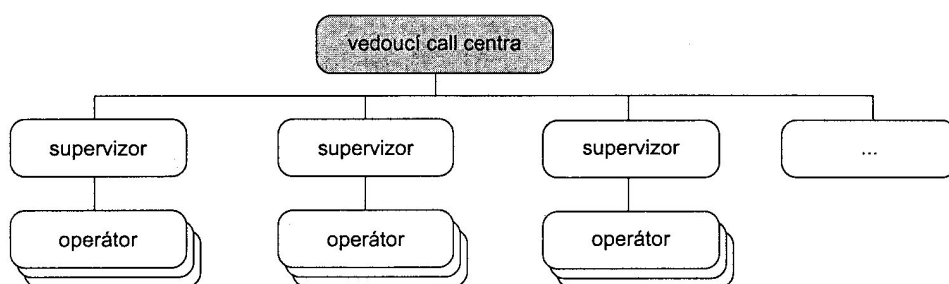 vedoucí call centra
supervizor
supervizor
supervizor
...
operátor
operátor
operátor